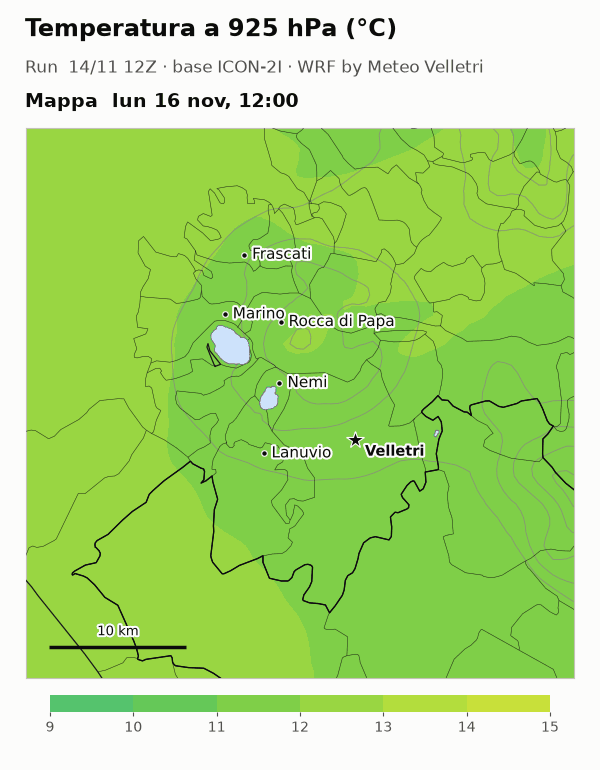 Temperatura a 925 hPa (°C)
Run  14/11 12Z · base ICON-2I · WRF by Meteo Velletri
Mappa  lun 16 nov, 12:00
Frascati
Marino
Rocca di Papa
Nemi
Velletri
Lanuvio
10 km
9 10 11 12 13 14 15